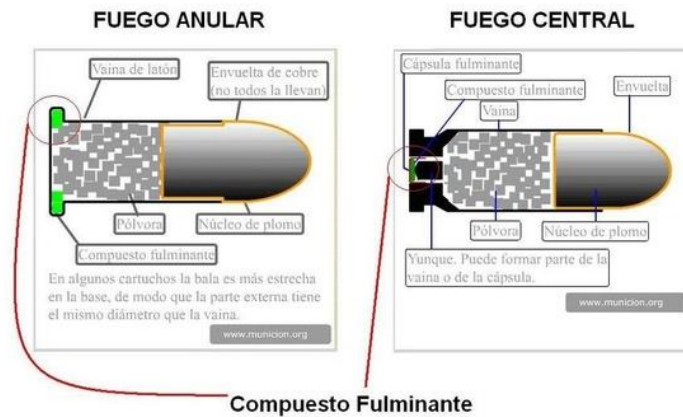 FUEGO ANULAR
Vaina de latón
Envuelta de cobre
(no todos la llevan)
Pólvora
Núcleo de plomo
Compuesto fulminante
En algunos cartuchos la bala es más estrecha
en la base, de modo que la parte externa tiene
el mismo diámetro que la vaina.
www.municion.org
FUEGO CENTRAL
Cápsula fulminante
Compuesto fulminante
Vaina
Envuelta
Pólvora
Núcleo de plomo
Yunque. Puede formar parte de la
vaina o de la cápsula.
www.municion.org
Compuesto Fulminante